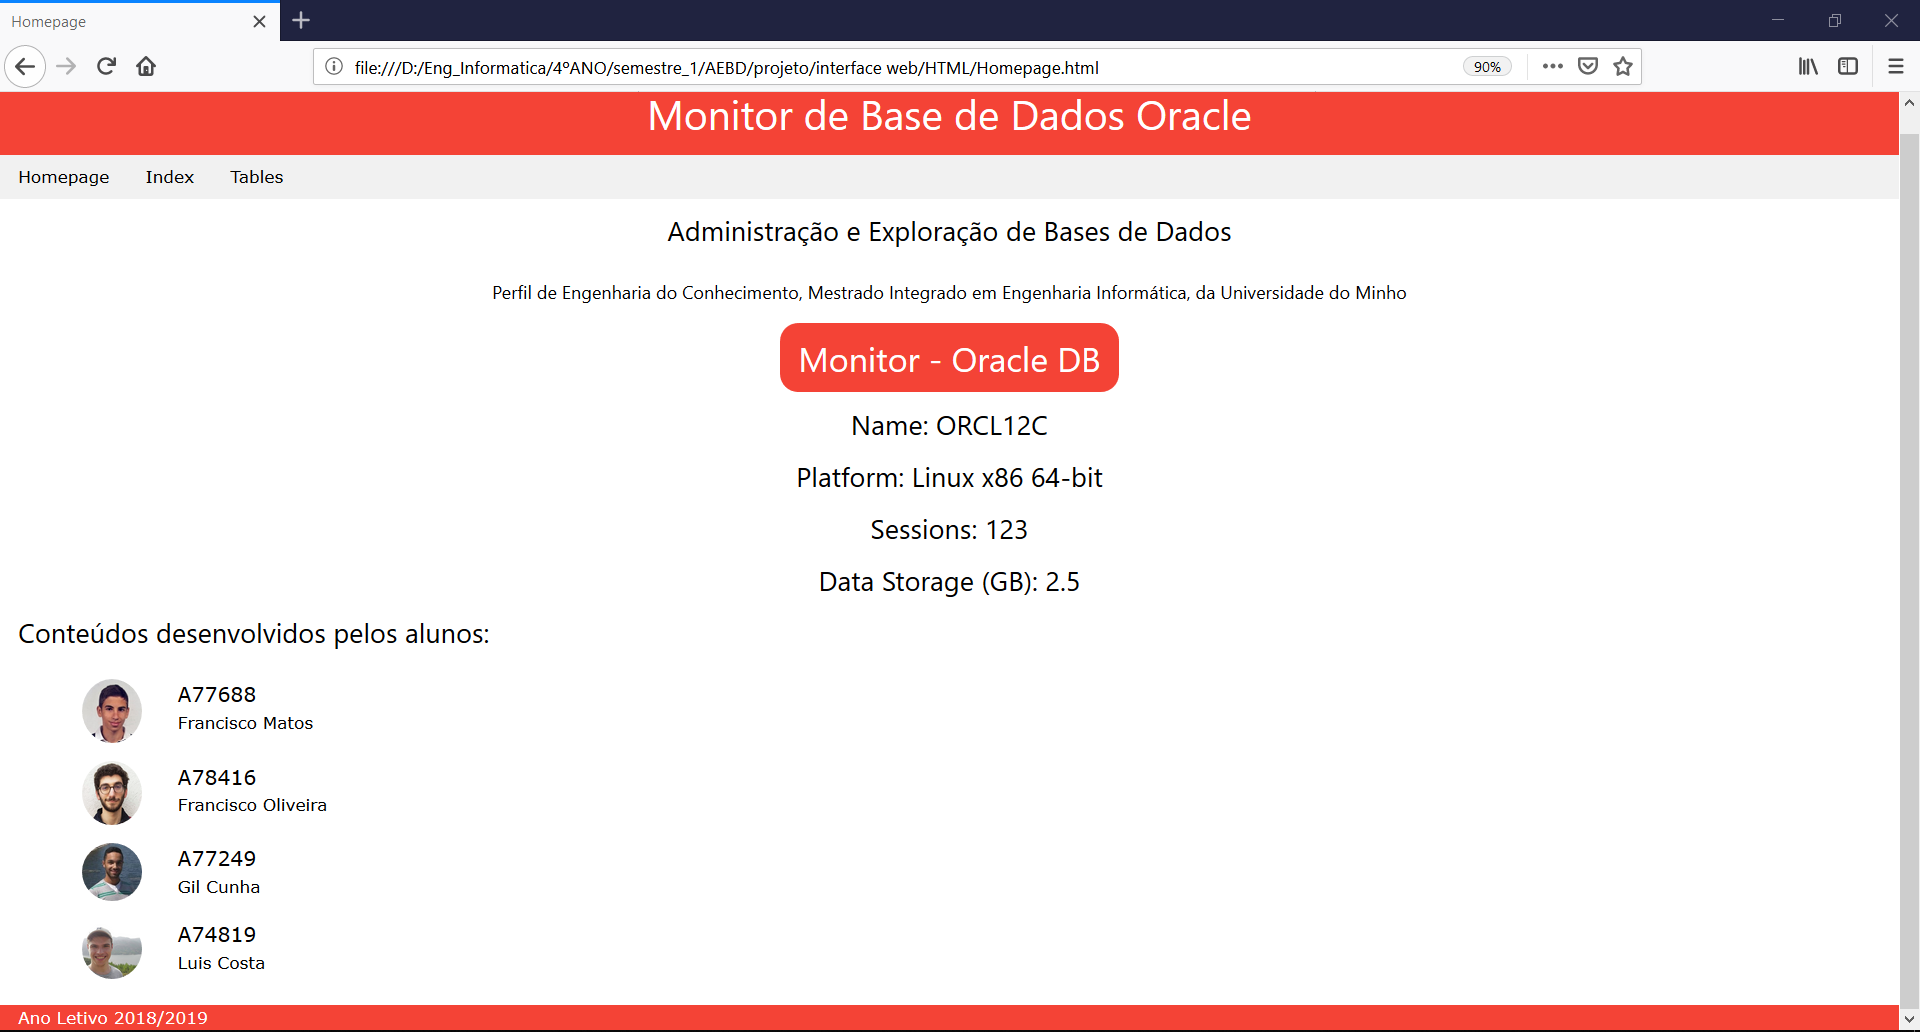 Homepage
file:///D:/Eng_Informatica/4ºANO/semestre_1/AEBD/projeto/interface web/HTML/Homepage.html
90%
Monitor de Base de Dados Oracle
Homepage Index Tables
Administração e Exploração de Bases de Dados
Perfil de Engenharia do Conhecimento, Mestrado Integrado em Engenharia Informática, da Universidade do Minho
Monitor - Oracle DB
Name: ORCL12C
Platform: Linux x86 64-bit
Sessions: 123
Data Storage (GB): 2.5
Conteúdos desenvolvidos pelos alunos:
A77688
Francisco Matos
A78416
Francisco Oliveira
A77249
Gil Cunha
A74819
Luis Costa
Ano Letivo 2018/2019